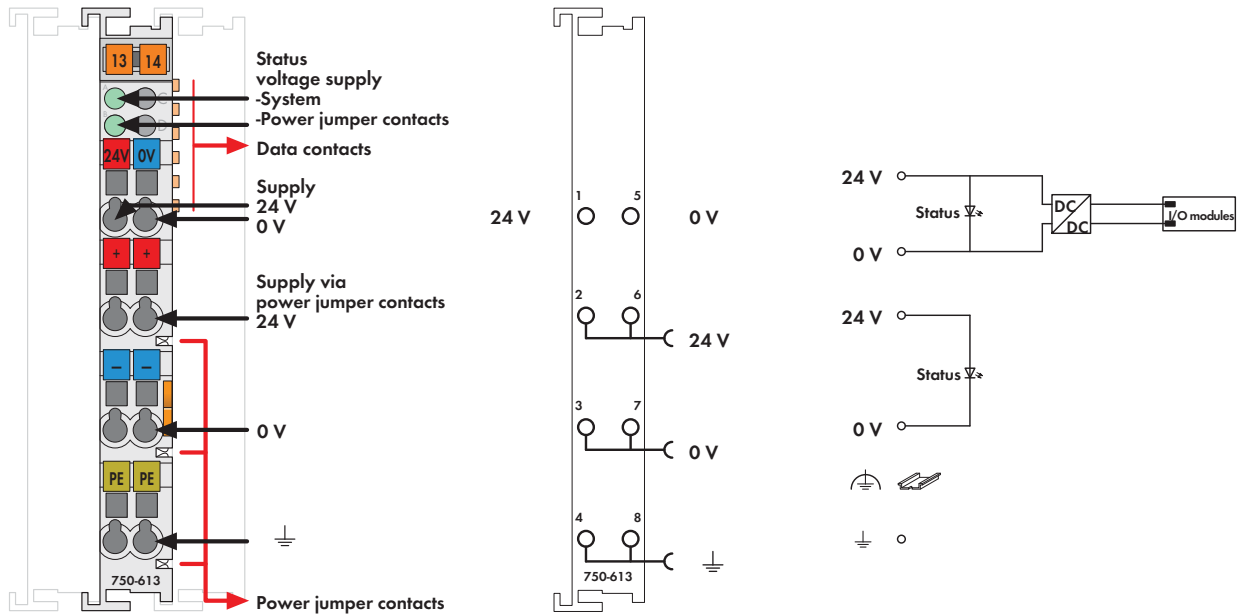 13 14
A C
B D
24V 0V
+ +
– –
PE PE
750-613
Status
voltage supply
-System
-Power jumper contacts
Data contacts
Supply
24 V
0 V
Supply via
power jumper contacts
24 V
0 V
Power jumper contacts
24 V 1 5 0 V
2 6
24 V
3 7
0 V
4 8
750-613
24 V
Status
0 V
DC
DC
I/O modules
24 V
Status
0 V